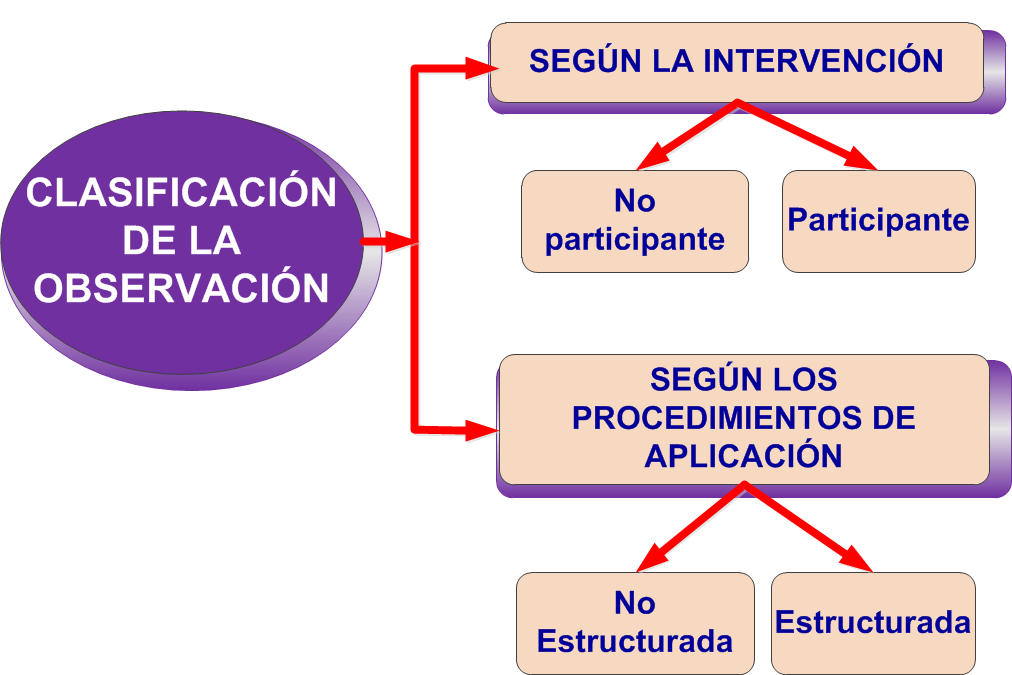 CLASIFICACIÓN
DE LA
OBSERVACIÓN
SEGÚN LA INTERVENCIÓN
No
participante
Participante
SEGÚN LOS
PROCEDIMIENTOS DE
APLICACIÓN
No
Estructurada
Estructurada